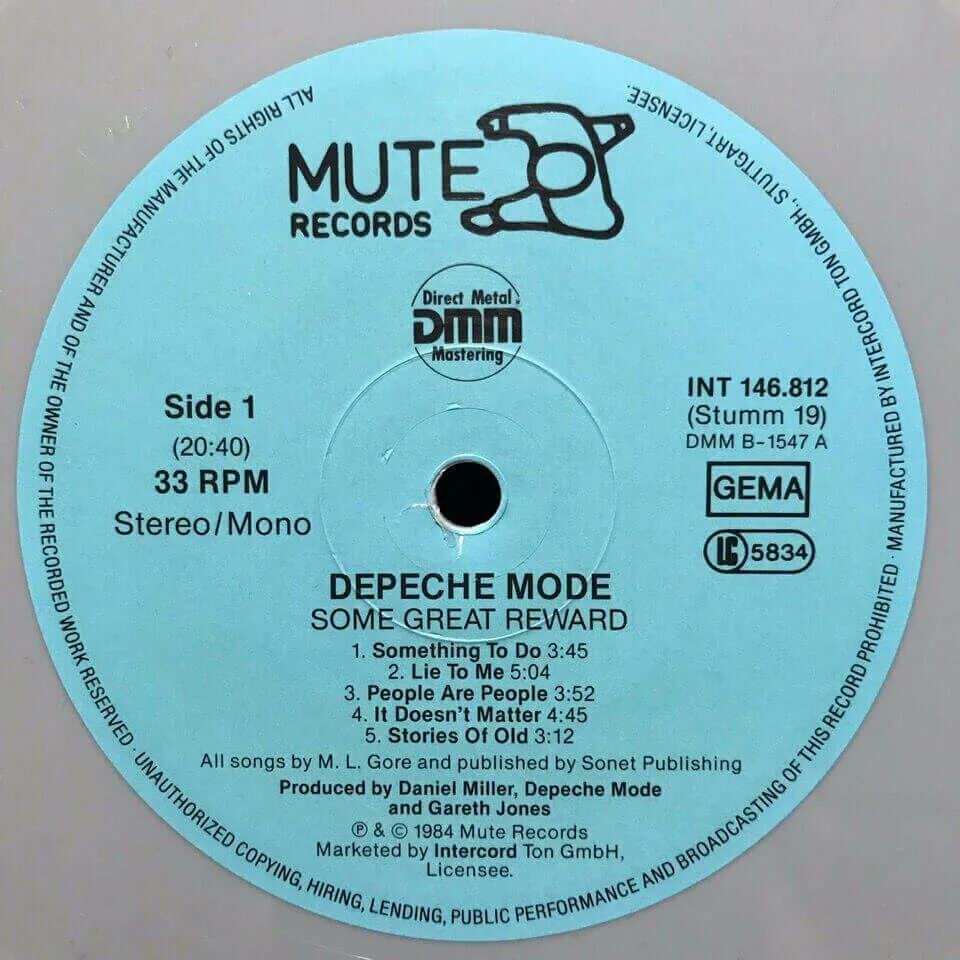 MUTE
RECORDS
Direct Metal
DMM
Mastering
Side 1
(20:40)
33 RPM
Stereo/Mono
INT 146.812
(Stumm 19)
DMM B-1547 A
GEMA
LC 5834
DEPECHE MODE
SOME GREAT REWARD
1. Something To Do 3:45
2. Lie To Me 5:04
3. People Are People 3:52
4. It Doesn't Matter 4:45
5. Stories Of Old 3:12
All songs by M. L. Gore and published by Sonet Publishing
Produced by Daniel Miller, Depeche Mode
and Gareth Jones
℗ & © 1984 Mute Records
Marketed by Intercord Ton GmbH,
Licensee.
ALL RIGHTS OF THE MANUFACTURER AND OF THE OWNER OF THE RECORDED WORK RESERVED · UNAUTHORIZED COPYING, HIRING, LENDING, PUBLIC PERFORMANCE AND BROADCASTING OF THIS RECORD PROHIBITED · MANUFACTURED BY INTERCORD TON GMBH., STUTTGART, LICENSEE.